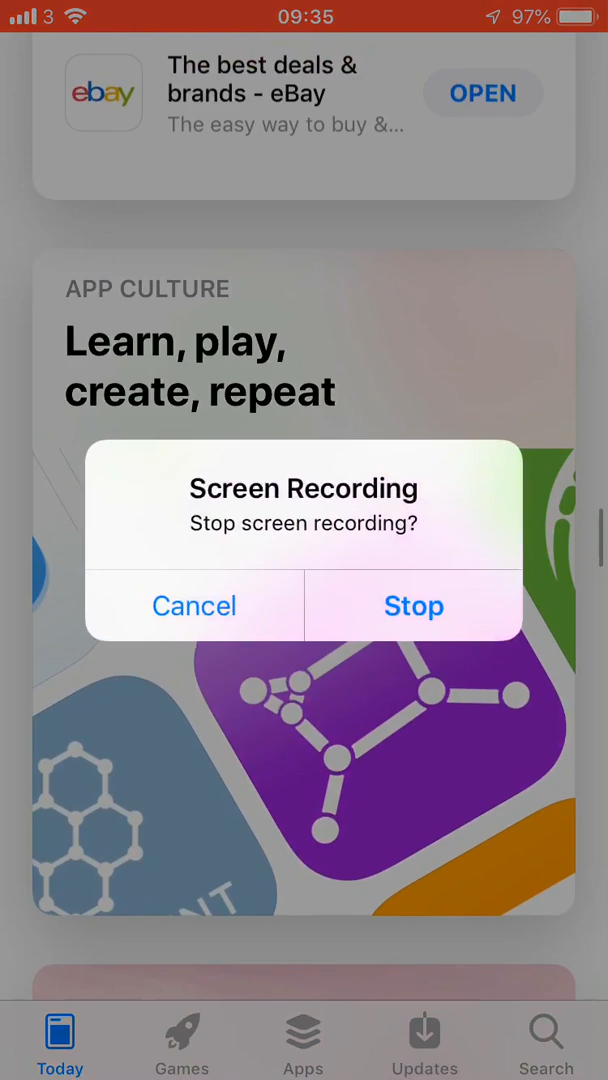 3 09:35 97%
ebay
The best deals &
brands - eBay
The easy way to buy &...
OPEN
APP CULTURE
Learn, play,
create, repeat
Screen Recording
Stop screen recording?
Cancel Stop
NT
Today Games Apps Updates Search